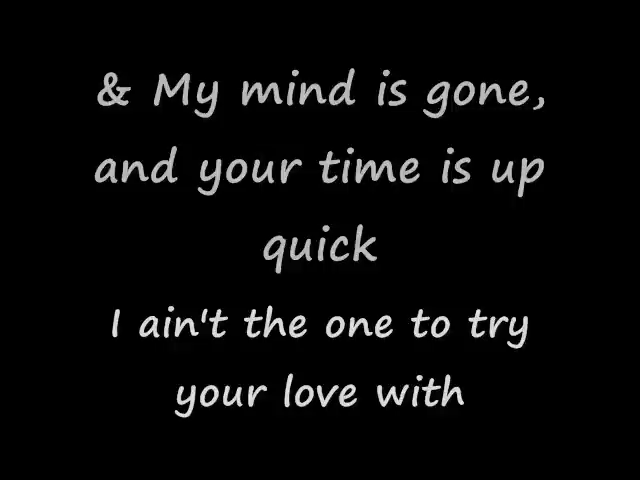 & My mind is gone,
and your time is up
quick
I ain't the one to try
your love with